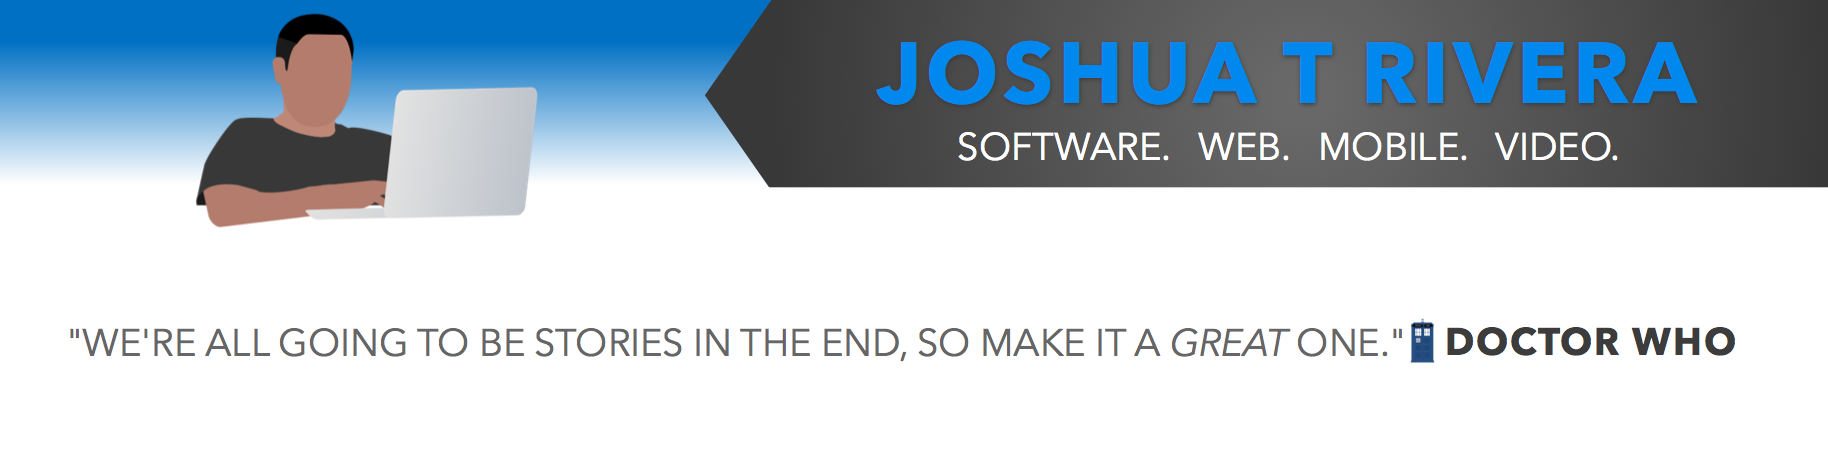 JOSHUA T RIVERA
SOFTWARE. WEB. MOBILE. VIDEO.
"WE'RE ALL GOING TO BE STORIES IN THE END, SO MAKE IT A GREAT ONE." DOCTOR WHO